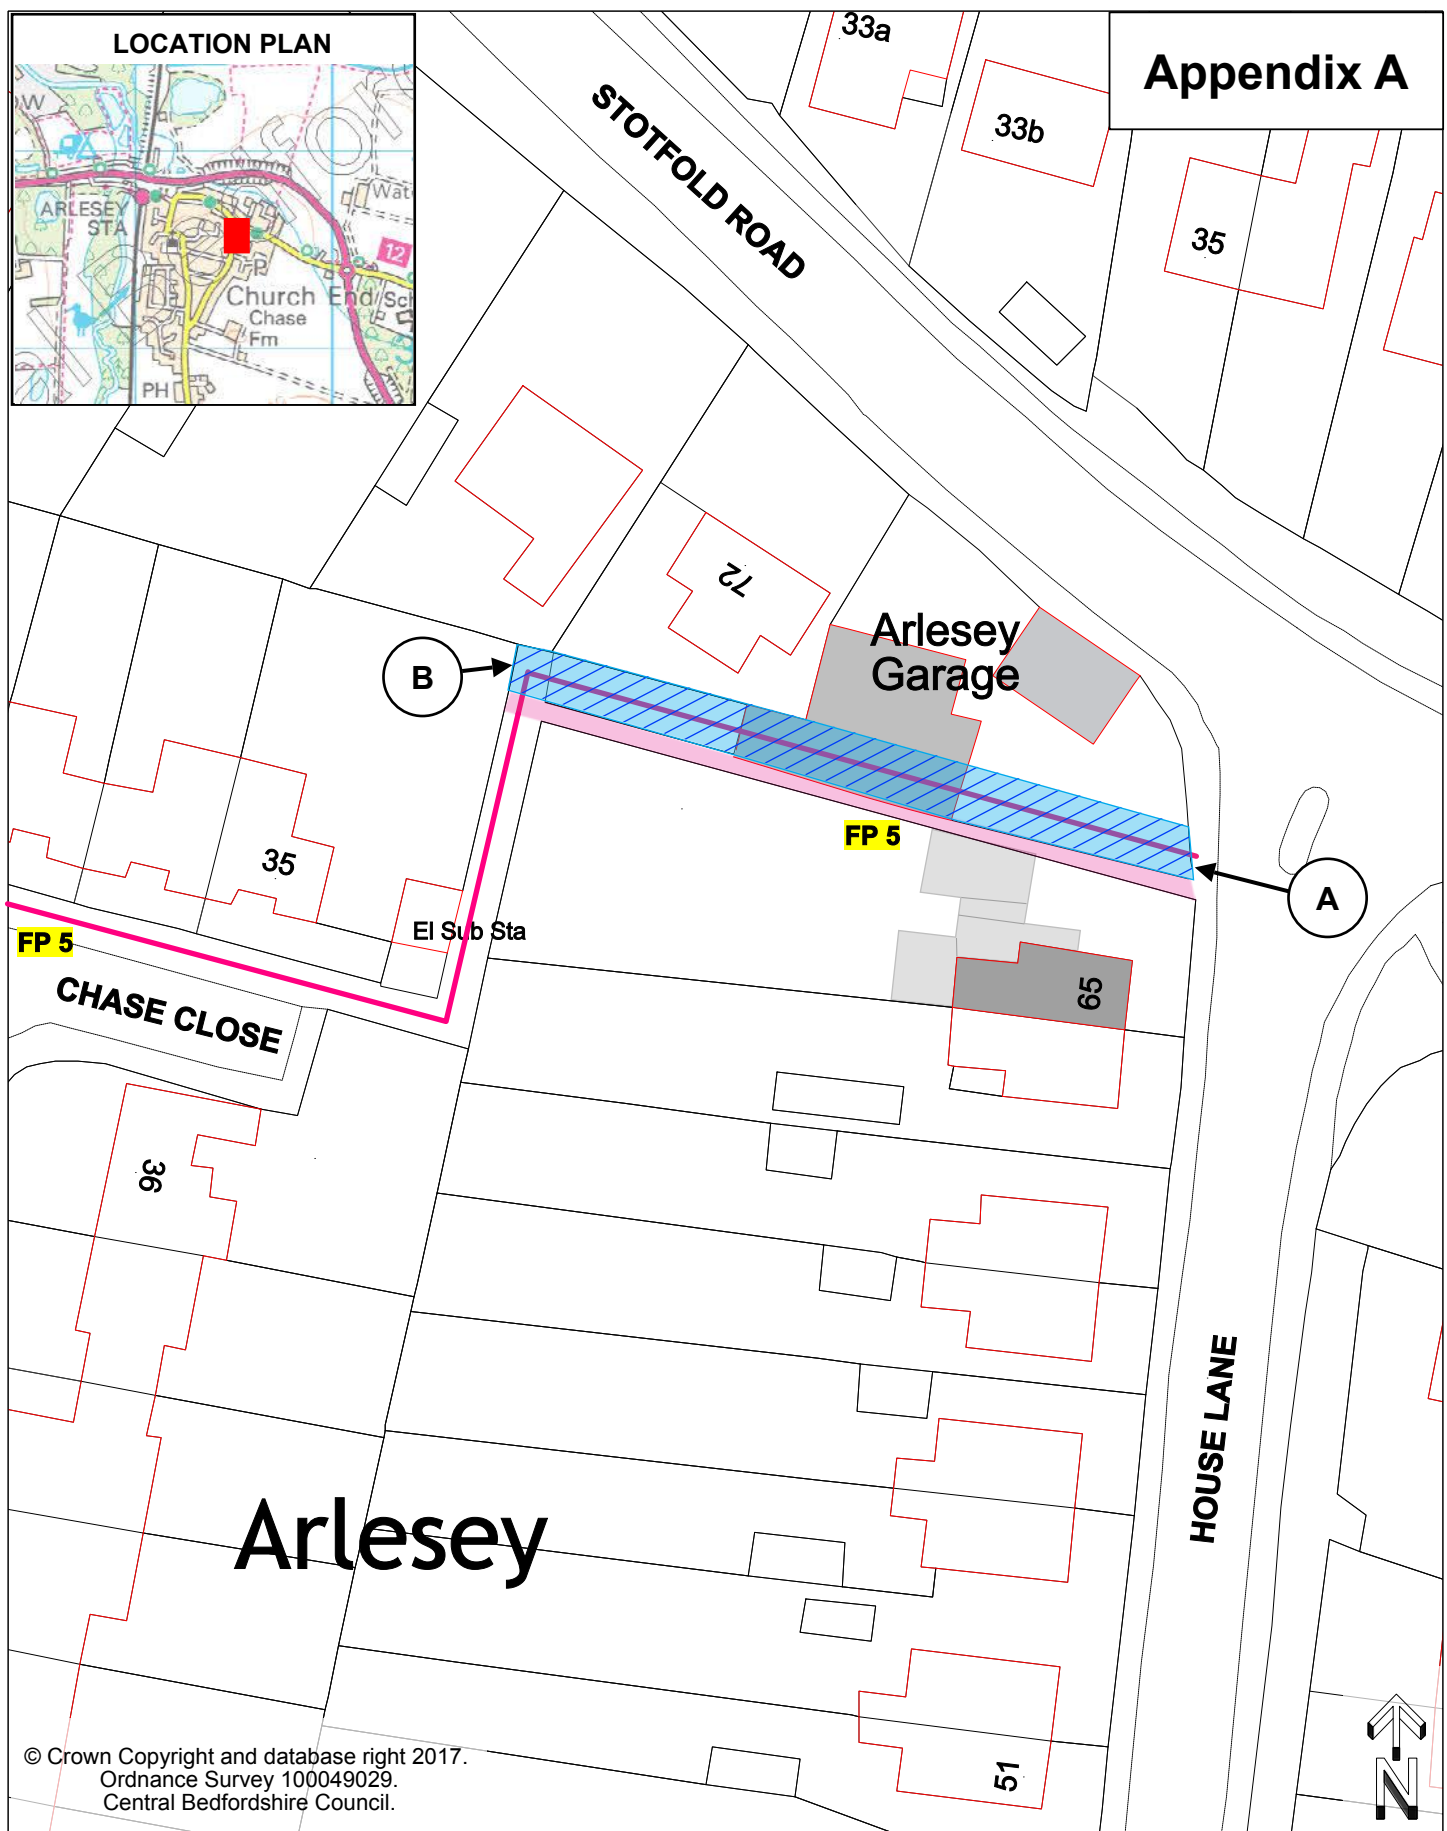 LOCATION PLAN
ARLESEY
STA
12
P
Church End
Sch
Chase
Fm
PH
Appendix A
33a
33b
35
STOTFOLD ROAD
72
Arlesey
Garage
B
FP 5
A
35
El Sub Sta
FP 5
CHASE CLOSE
65
36
HOUSE LANE
Arlesey
51
© Crown Copyright and database right 2017.
Ordnance Survey 100049029.
Central Bedfordshire Council.
N